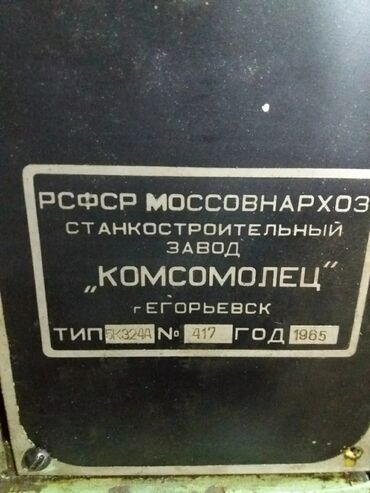 РСФСР МОССОВНАРХОЗ
СТАНКОСТРОИТЕЛЬНЫЙ
ЗАВОД
„КОМСОМОЛЕЦ"
г ЕГОРЬЕВСК
ТИП 5К324А № 417 ГОД 1965